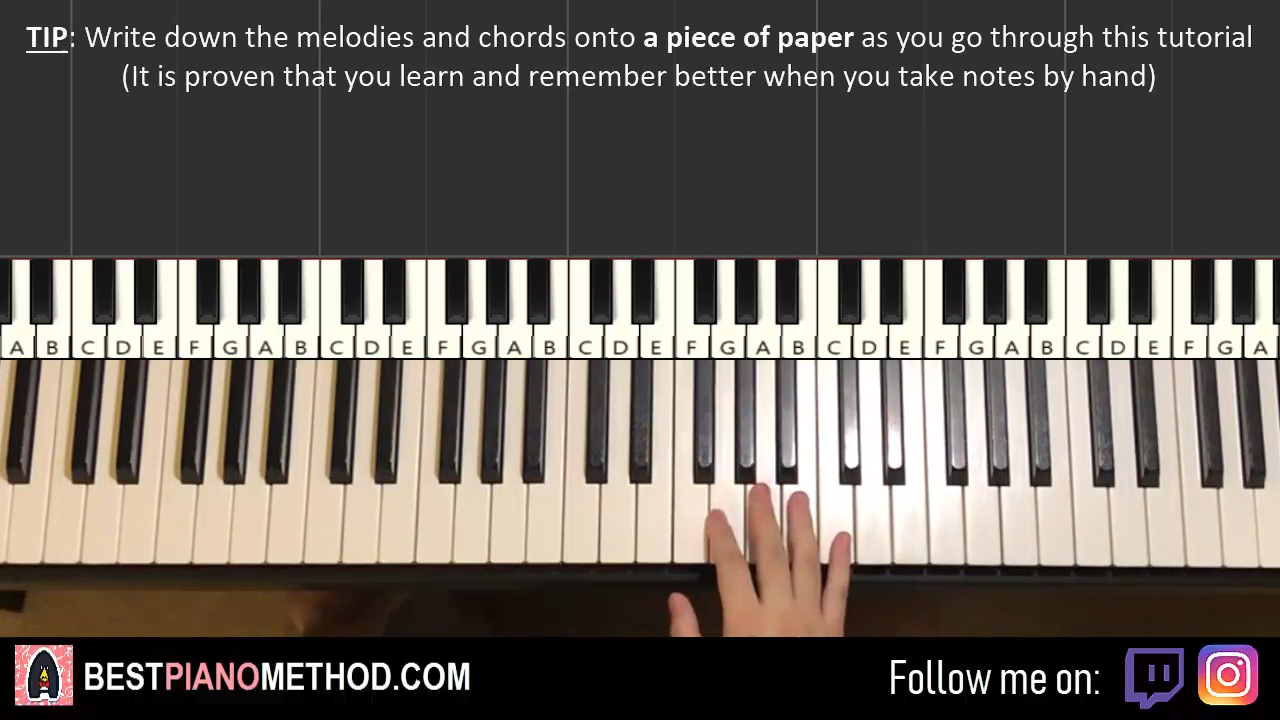 TIP: Write down the melodies and chords onto a piece of paper as you go through this tutorial
(It is proven that you learn and remember better when you take notes by hand)
A B C D E F G A B C D E F G A B C D E F G A B C D E F G A B C D E F G A
BESTPIANOMETHOD.COM
Follow me on: